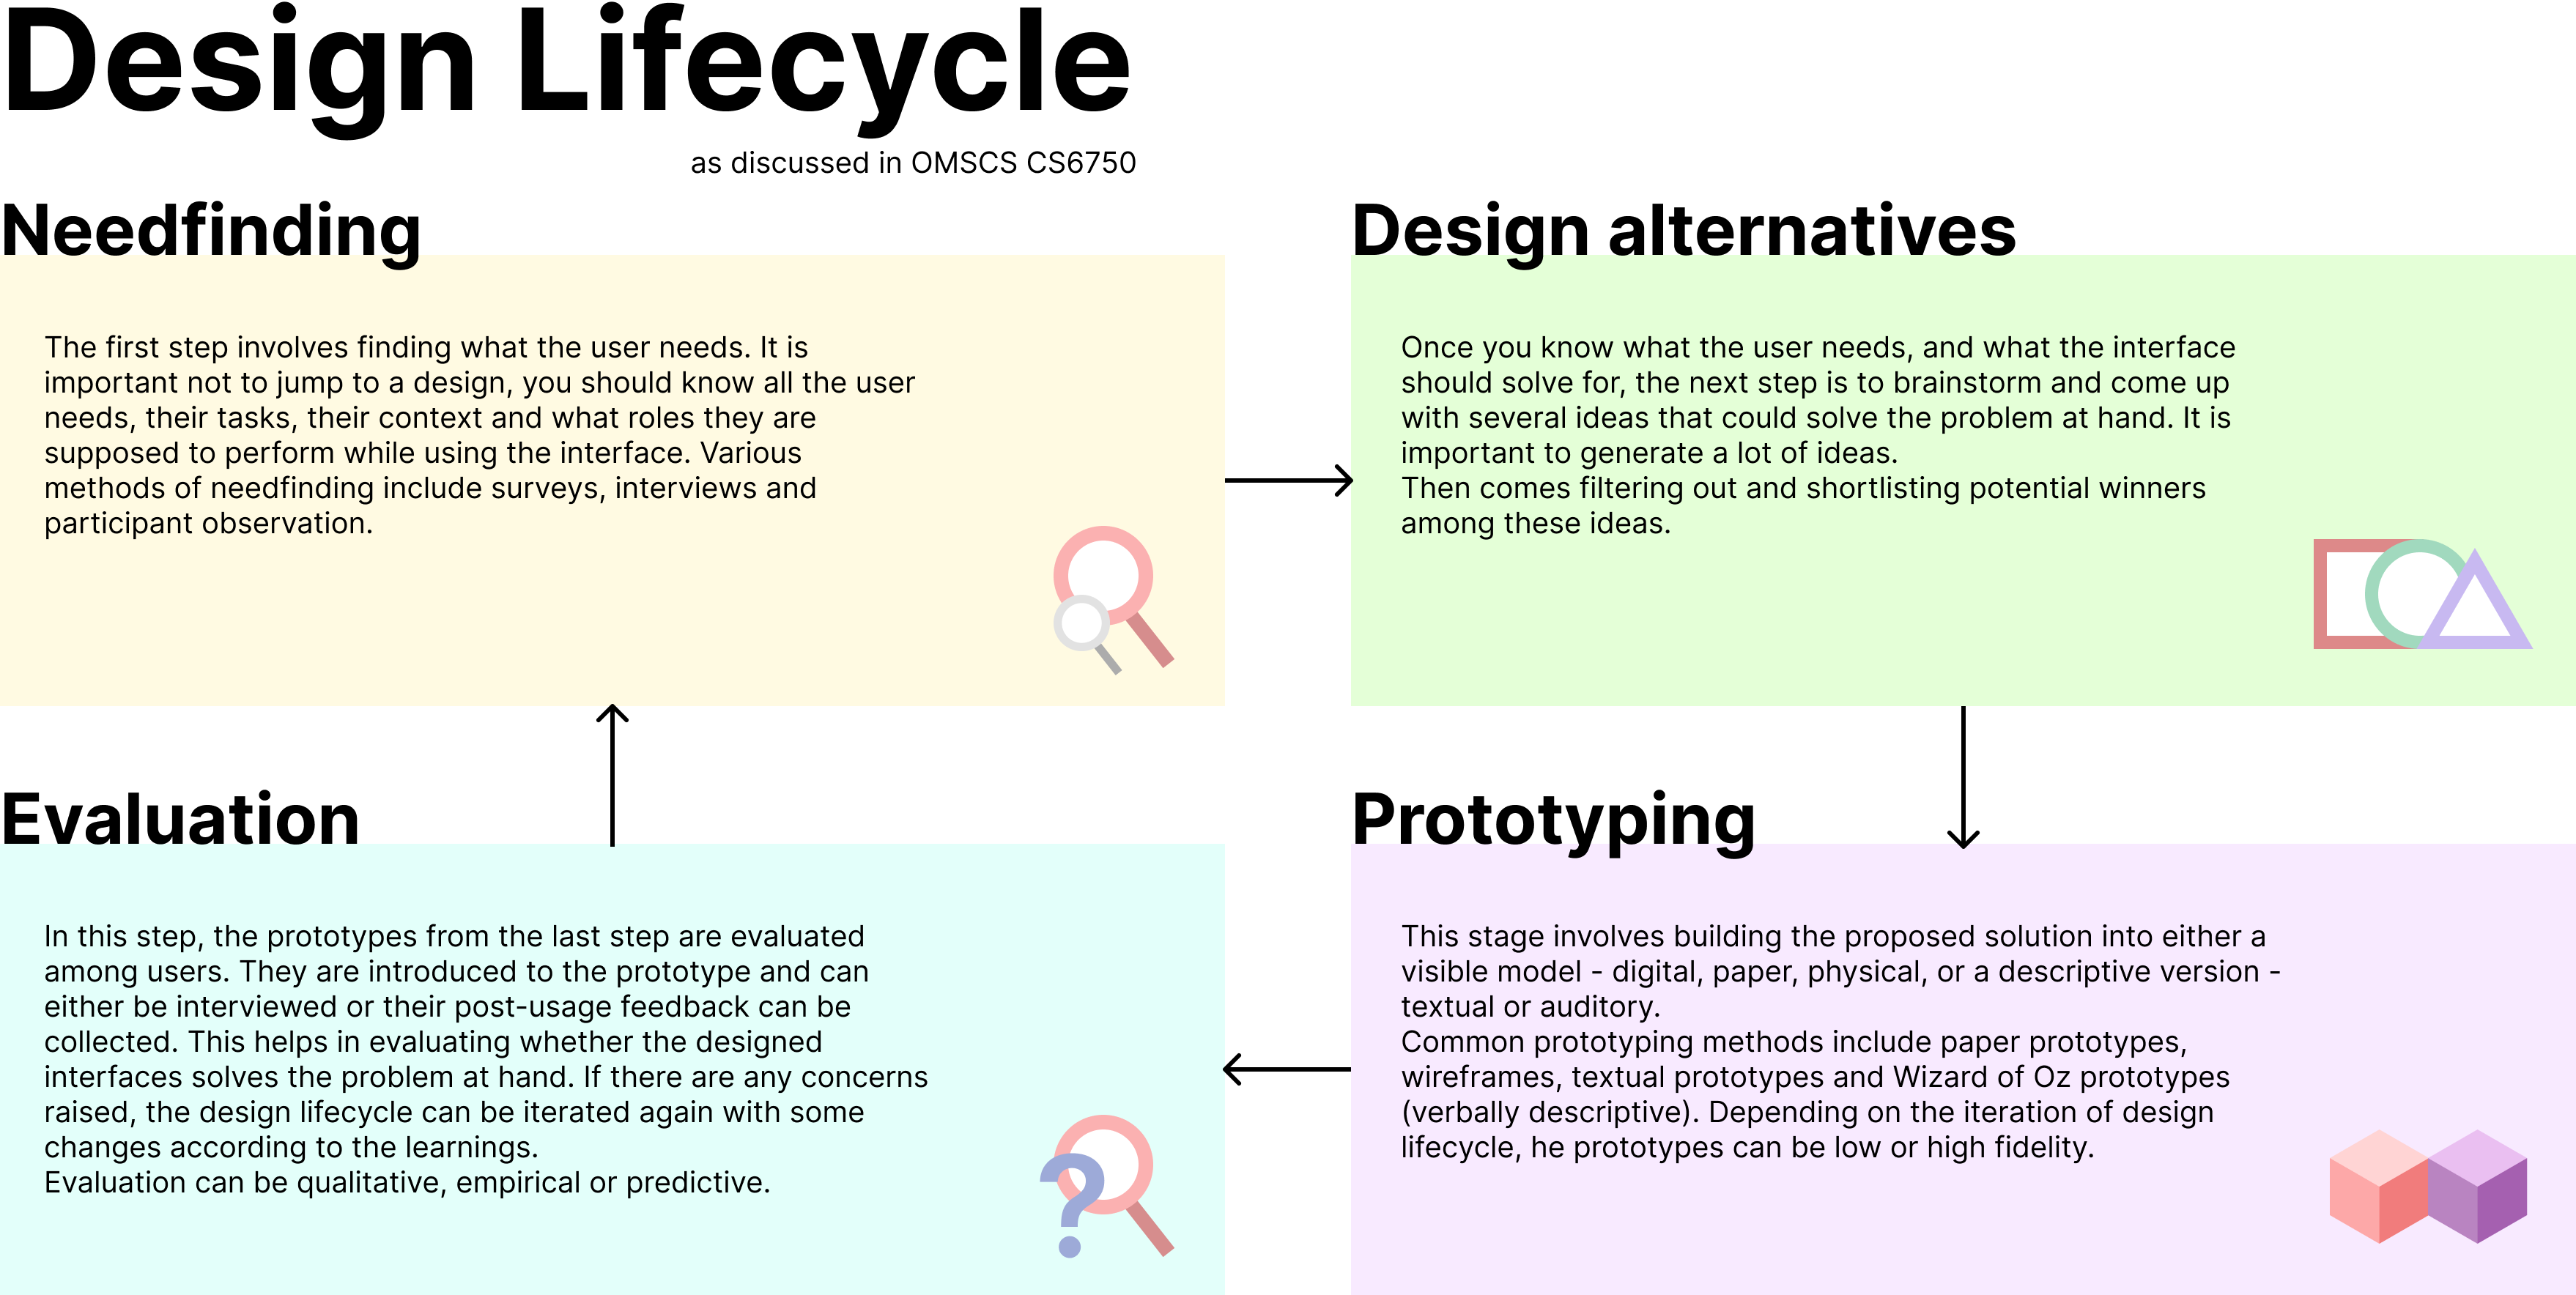 Design Lifecycle
as discussed in OMSCS CS6750
Needfinding
The first step involves finding what the user needs. It is
important not to jump to a design, you should know all the user
needs, their tasks, their context and what roles they are
supposed to perform while using the interface. Various
methods of needfinding include surveys, interviews and
participant observation.
Design alternatives
Once you know what the user needs, and what the interface
should solve for, the next step is to brainstorm and come up
with several ideas that could solve the problem at hand. It is
important to generate a lot of ideas.
Then comes filtering out and shortlisting potential winners
among these ideas.
Prototyping
This stage involves building the proposed solution into either a
visible model - digital, paper, physical, or a descriptive version -
textual or auditory.
Common prototyping methods include paper prototypes,
wireframes, textual prototypes and Wizard of Oz prototypes
(verbally descriptive). Depending on the iteration of design
lifecycle, he prototypes can be low or high fidelity.
Evaluation
In this step, the prototypes from the last step are evaluated
among users. They are introduced to the prototype and can
either be interviewed or their post-usage feedback can be
collected. This helps in evaluating whether the designed
interfaces solves the problem at hand. If there are any concerns
raised, the design lifecycle can be iterated again with some
changes according to the learnings.
Evaluation can be qualitative, empirical or predictive.
?